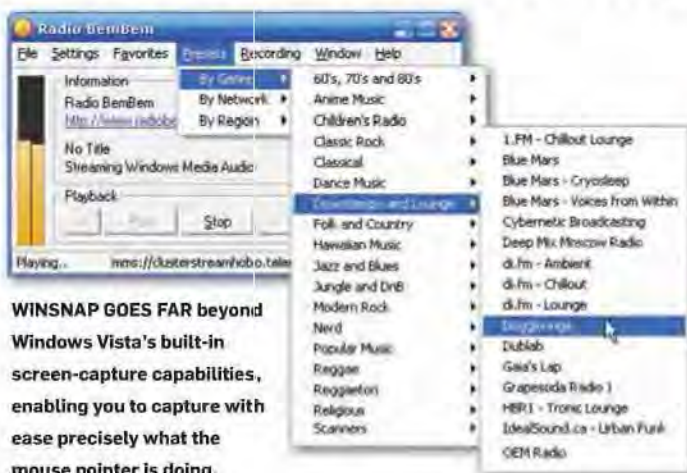 Radio BemBem
File Settings Favorites Presets Recording Window Help
Information
Radio BemBem
No Title
Streaming Windows Media Audio
Playback
Stop
Playing...
By Genre
By Network
By Region
60's, 70's and 80's
Anime Music
Children's Radio
Classic Rock
Classical
Dance Music
Downtempo and Lounge
Folk and Country
Hawaiian Music
Jazz and Blues
Jungle and DnB
Modern Rock
Nerd
Popular Music
Reggae
Reggaeton
Religious
Scanners
1.FM - Chillout Lounge
Blue Mars
Blue Mars - Cryosleep
Blue Mars - Voices from Within
Cybernetic Broadcasting
Deep Mix Moscow Radio
di.fm - Ambient
di.fm - Chillout
di.fm - Lounge
Dogglounge
Dublab
Gaia's Lap
Grapesoda Radio 1
HBR1 - Tronic Lounge
IdealSound.ca - Urban Funk
OEM Radio
WINSNAP GOES FAR beyond
Windows Vista's built-in
screen-capture capabilities,
enabling you to capture with
ease precisely what the
mouse pointer is doing.